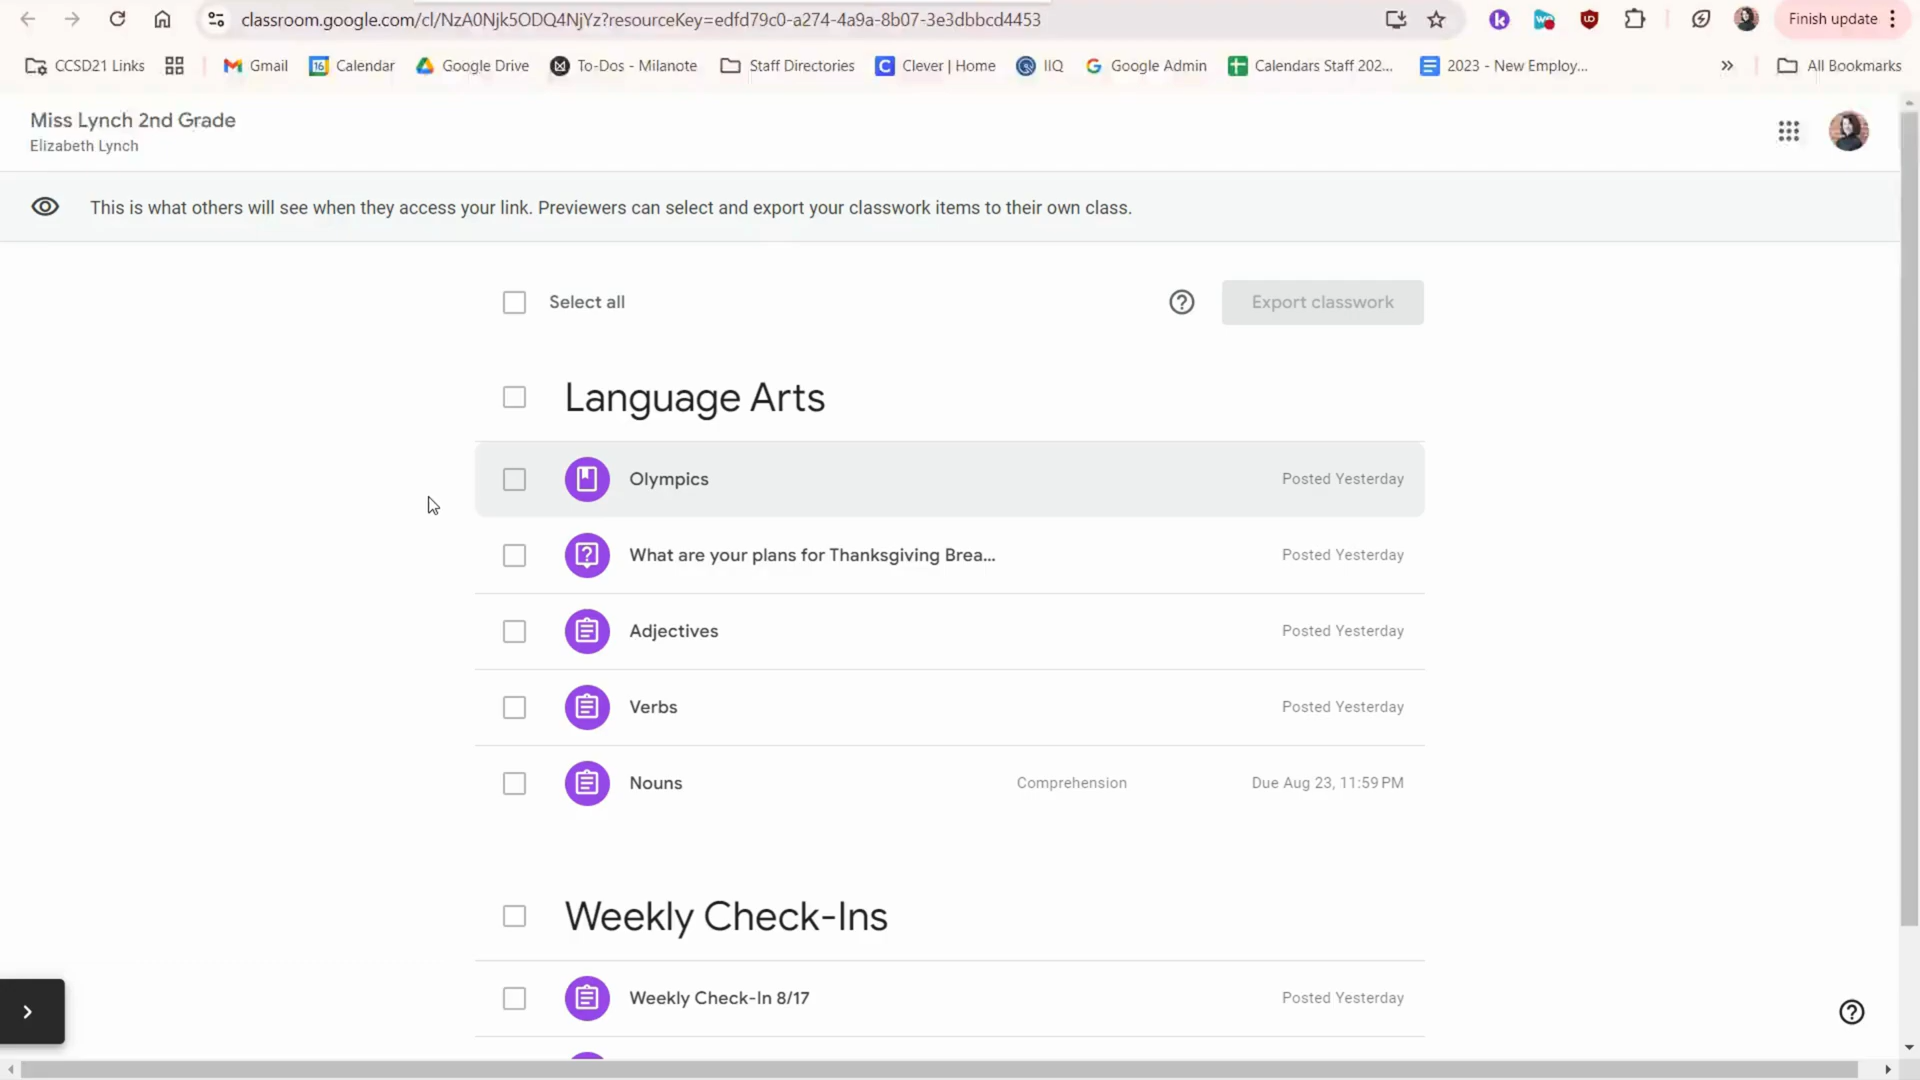 classroom.google.com/cl/NzA0Njk5ODQ4NjYz?resourceKey=edfd79c0-a274-4a9a-8b07-3e3dbbcd4453
Finish update
CCSD21 Links
Gmail
16 Calendar
Google Drive
To-Dos - Milanote
Staff Directories
Clever | Home
IIQ
Google Admin
Calendars Staff 202...
2023 - New Employ...
All Bookmarks
Miss Lynch 2nd Grade
Elizabeth Lynch
This is what others will see when they access your link. Previewers can select and export your classwork items to their own class.
Select all
Export classwork
Language Arts
Olympics Posted Yesterday
What are your plans for Thanksgiving Brea... Posted Yesterday
Adjectives Posted Yesterday
Verbs Posted Yesterday
Nouns Comprehension Due Aug 23, 11:59 PM
Weekly Check-Ins
Weekly Check-In 8/17 Posted Yesterday